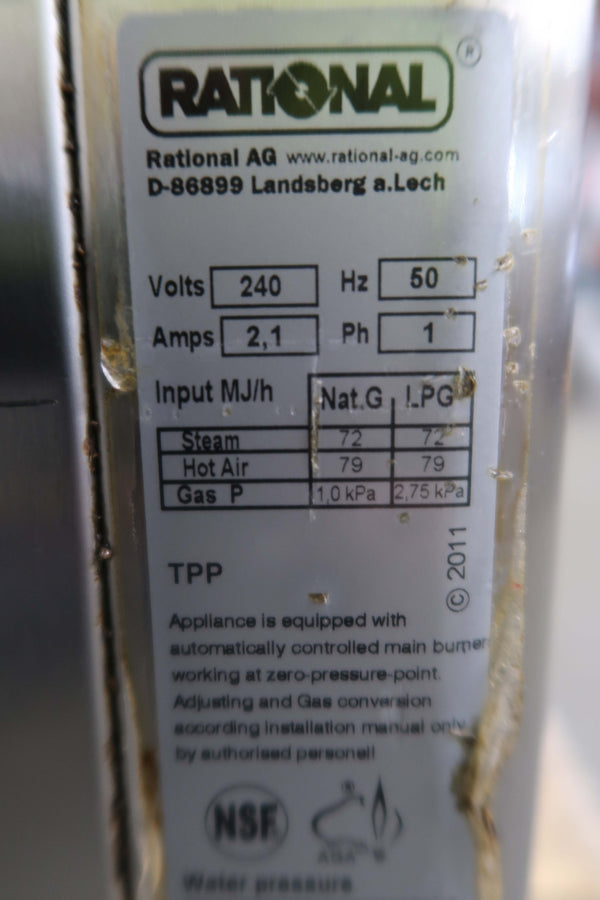 RATIONAL ®
Rational AG www.rational-ag.com
D-86899 Landsberg a.Lech
Volts 240 Hz 50
Amps 2,1 Ph 1
Input MJ/h Nat.G LPG
Steam 72 72
Hot Air 79 79
Gas P 1,0 kPa 2,75 kPa
© 2011
TPP
Appliance is equipped with
automatically controlled main burner
working at zero-pressure-point.
Adjusting and Gas conversion
according installation manual only
by authorised personell
NSF.
AGA
Water pressure